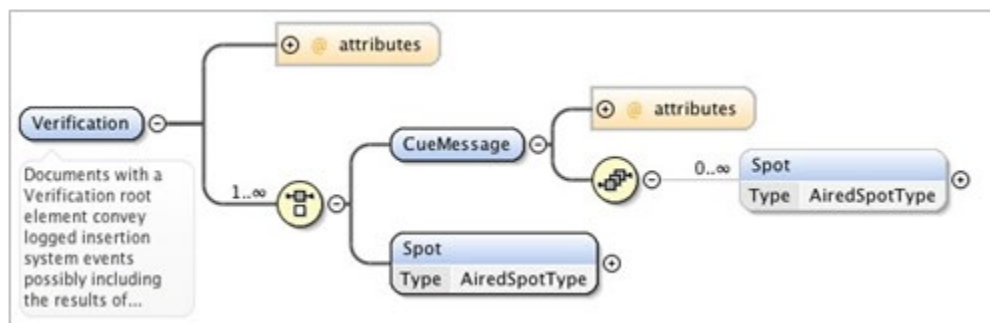 @ attributes
Verification
Documents with a
Verification root
element convey
logged insertion
system events
possibly including
the results of...
1..∞
CueMessage
@ attributes
0..∞
Spot
Type AiredSpotType
Spot
Type AiredSpotType